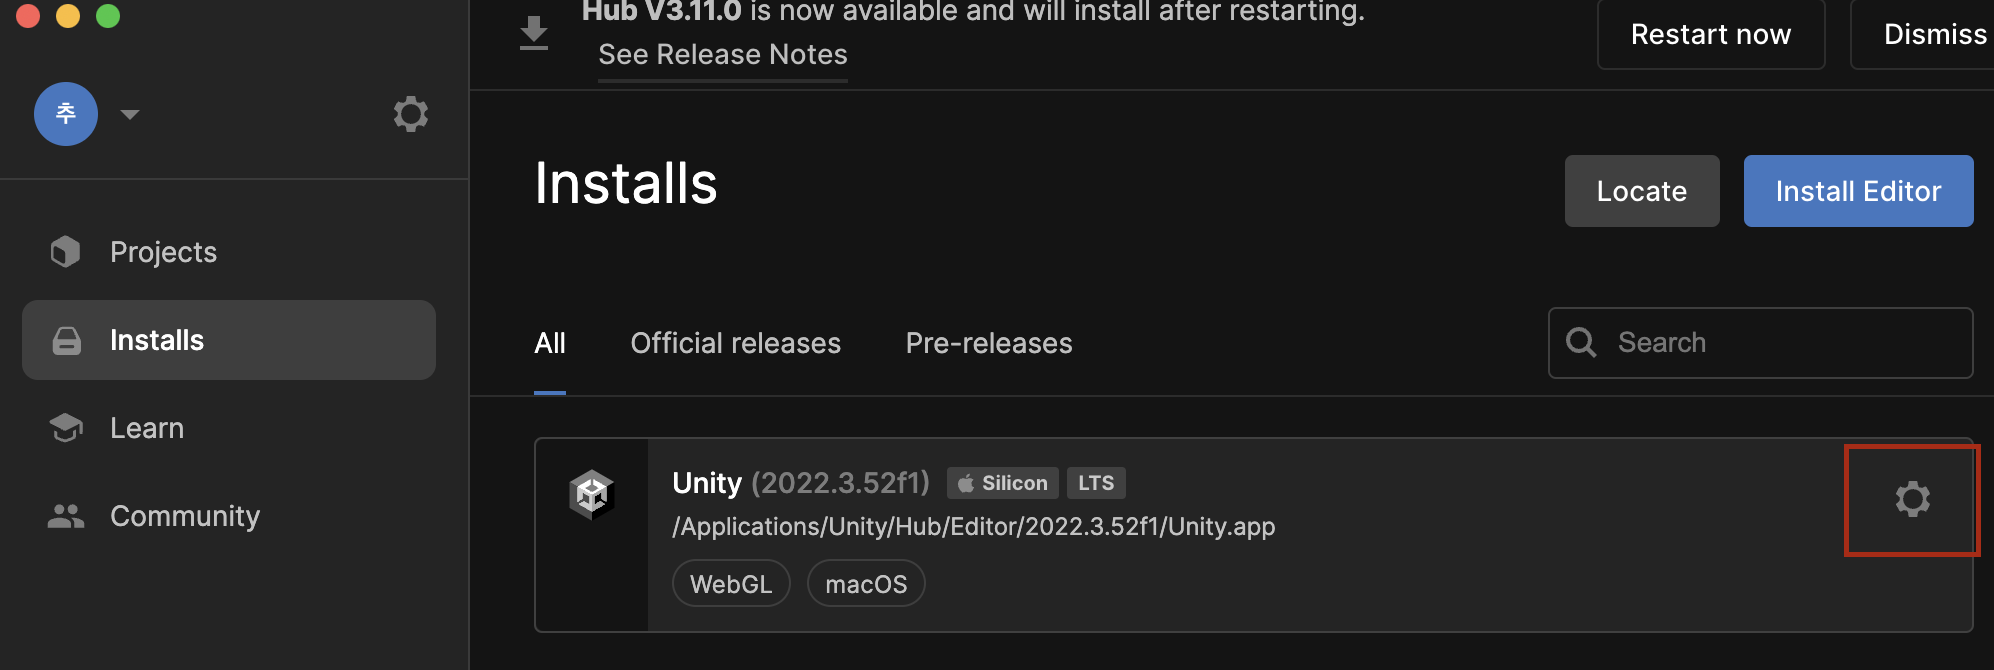 Hub V3.11.0 is now available and will install after restarting.
See Release Notes
Restart now
Dismiss
추
Projects
Installs
Learn
Community
Installs
Locate
Install Editor
All
Official releases
Pre-releases
Search
Unity (2022.3.52f1) Silicon LTS
/Applications/Unity/Hub/Editor/2022.3.52f1/Unity.app
WebGL
macOS